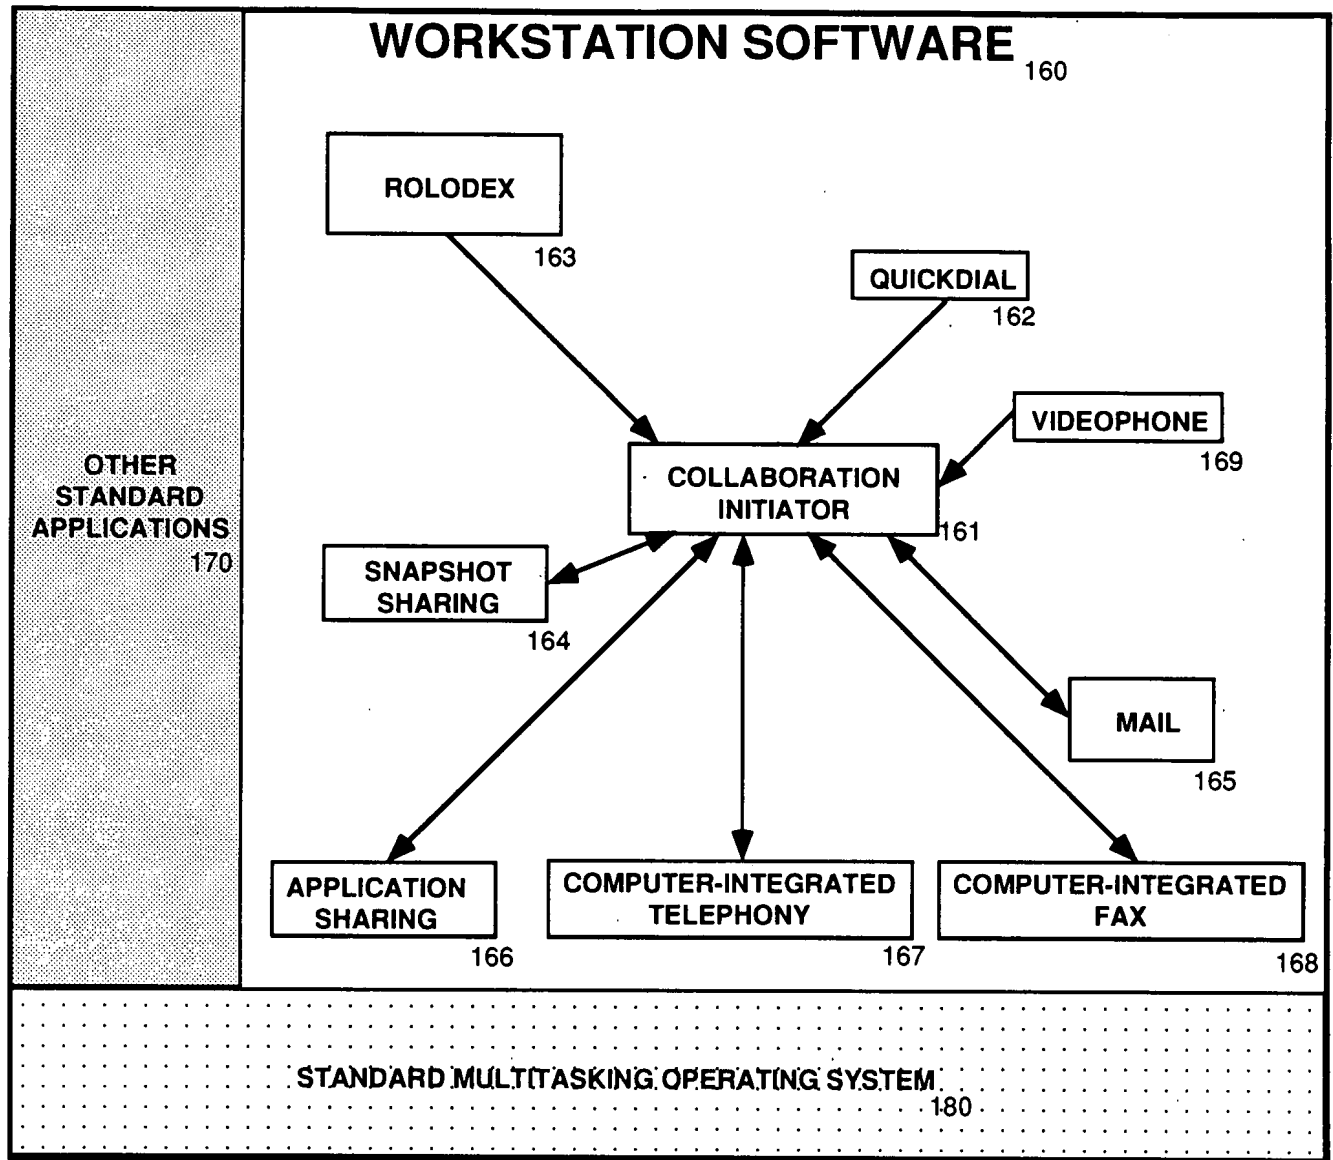 WORKSTATION SOFTWARE 160
ROLODEX
163
QUICKDIAL
162
VIDEOPHONE
169
COLLABORATION
INITIATOR
161
OTHER
STANDARD
APPLICATIONS
170
SNAPSHOT
SHARING
164
MAIL
165
APPLICATION
SHARING
166
COMPUTER-INTEGRATED
TELEPHONY
167
COMPUTER-INTEGRATED
FAX
168
STANDARD MULTITASKING OPERATING SYSTEM
180